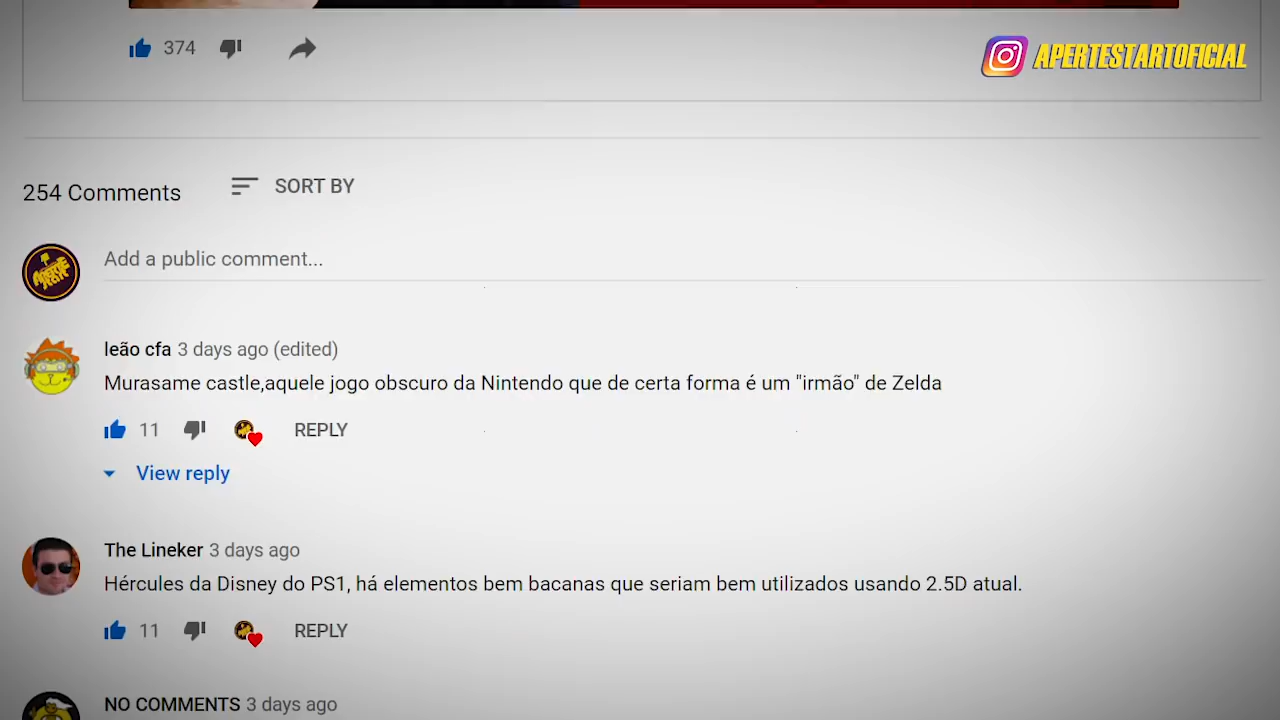 374
APERTESTARTOFICIAL
254 Comments
SORT BY
APERTE START
Add a public comment...
leão cfa 3 days ago (edited)
Murasame castle,aquele jogo obscuro da Nintendo que de certa forma é um "irmão" de Zelda
11
REPLY
View reply
The Lineker 3 days ago
Hércules da Disney do PS1, há elementos bem bacanas que seriam bem utilizados usando 2.5D atual.
11
REPLY
NO COMMENTS 3 days ago